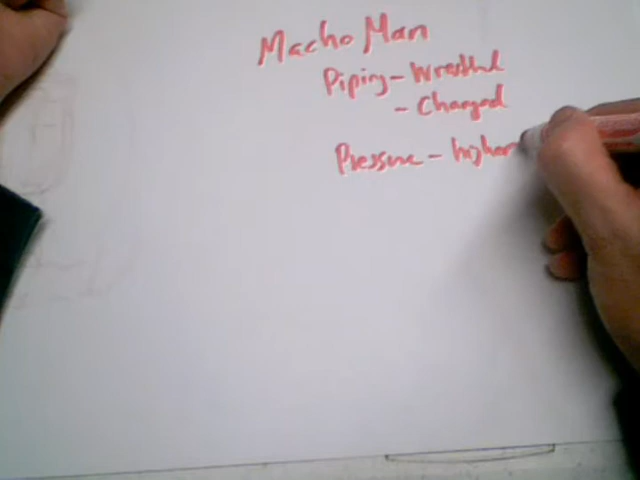 Macho Man
Piping - Wrestled
- Charged
Pressure - higher